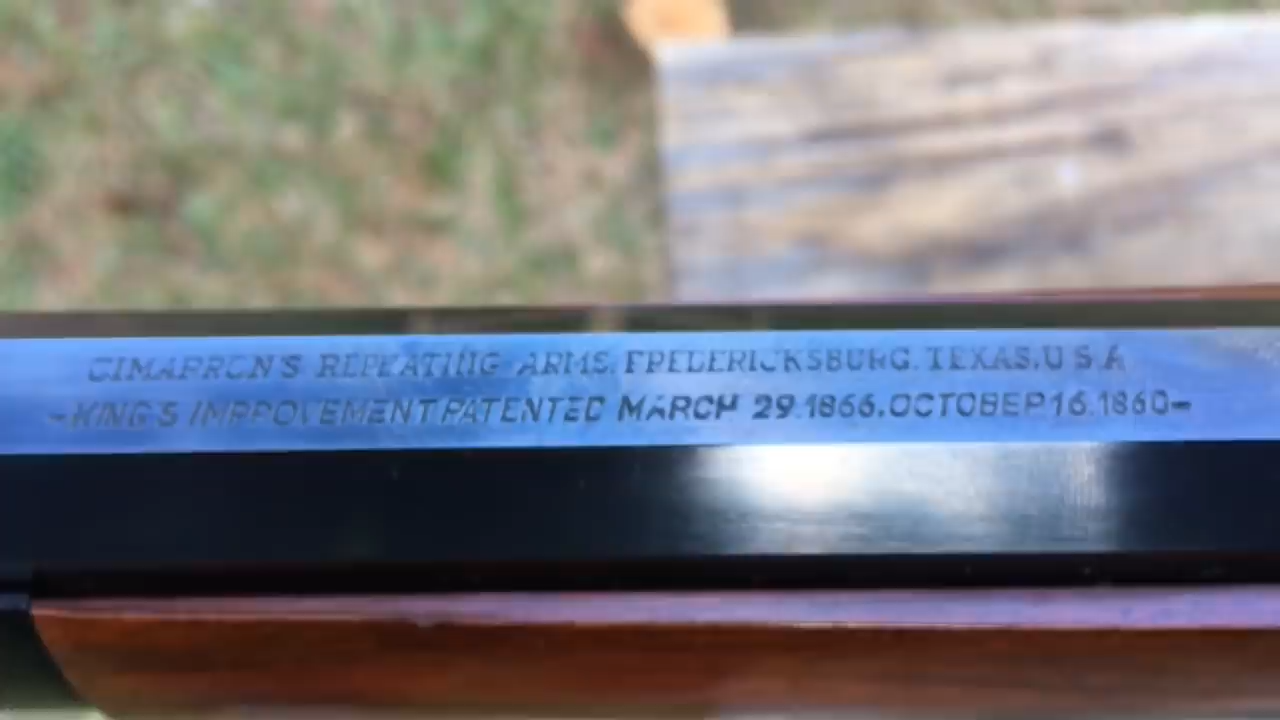 CIMARRON'S REPEATING ARMS. FREDERICKSBURG. TEXAS. U S A
-KING'S IMPROVEMENT PATENTED MARCH 29.1866. OCTOBER 16.1860-